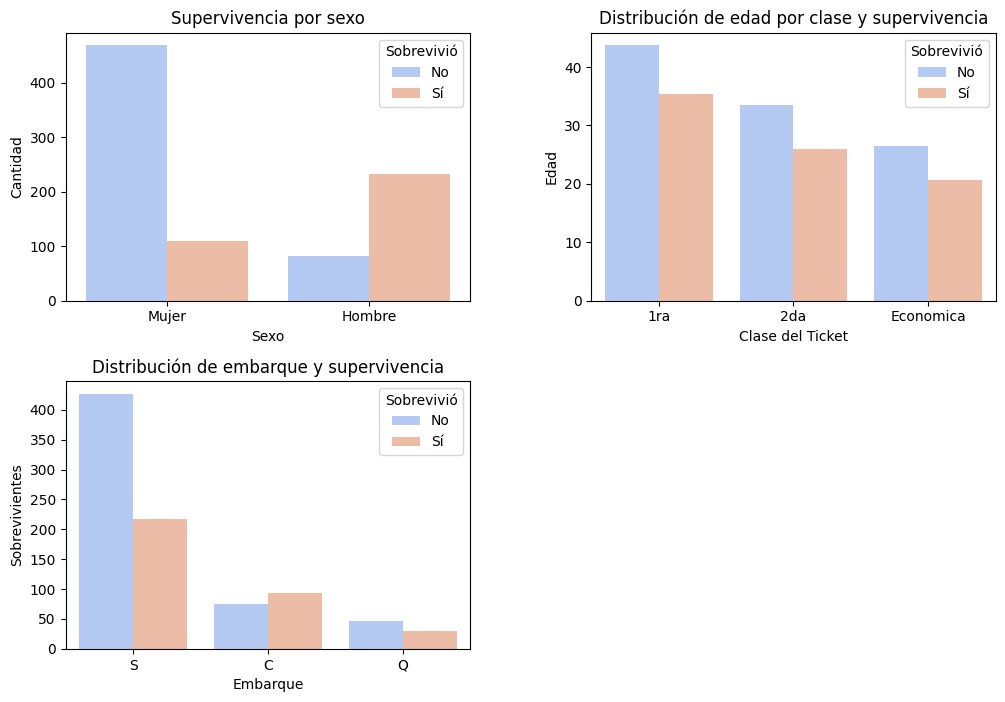 Supervivencia por sexo
Cantidad
400
300
200
100
0
Sobrevivió
No
Sí
Mujer
Hombre
Sexo
Distribución de edad por clase y supervivencia
Edad
40
30
20
10
0
Sobrevivió
No
Sí
1ra
2da
Economica
Clase del Ticket
Distribución de embarque y supervivencia
Sobrevivientes
400
350
300
250
200
150
100
50
0
Sobrevivió
No
Sí
S
C
Q
Embarque